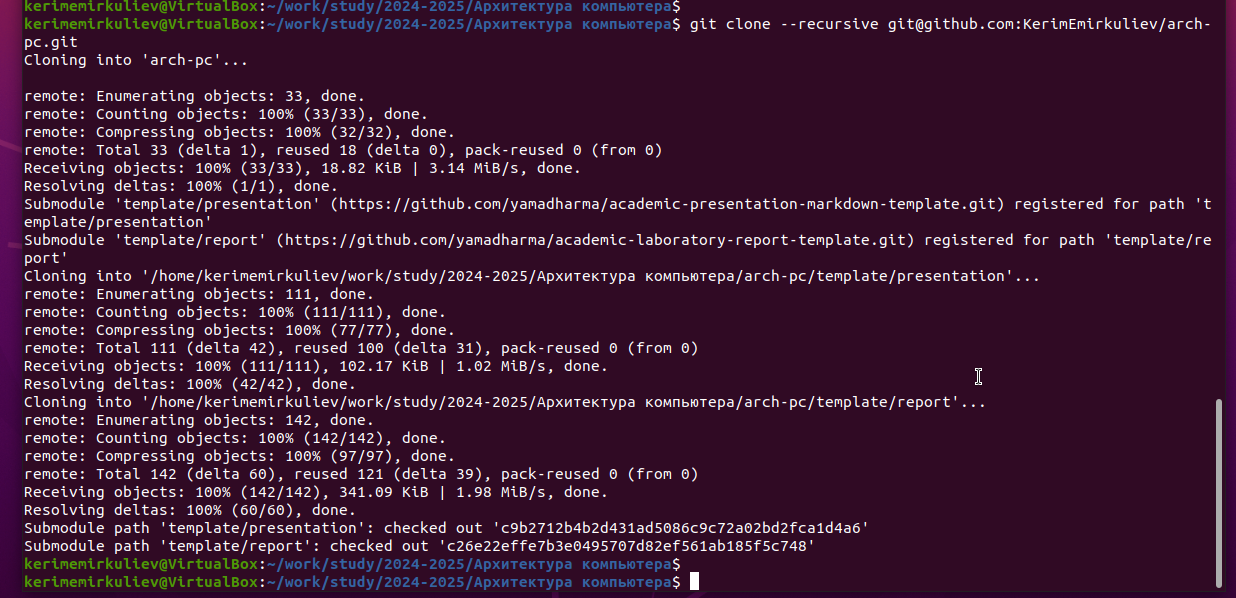 kerimemirkuliev@VirtualBox:~/work/study/2024-2025/Архитектура компьютера$
kerimemirkuliev@VirtualBox:~/work/study/2024-2025/Архитектура компьютера$ git clone --recursive git@github.com:KerimEmirkuliev/arch-
pc.git
Cloning into 'arch-pc'...
remote: Enumerating objects: 33, done.
remote: Counting objects: 100% (33/33), done.
remote: Compressing objects: 100% (32/32), done.
remote: Total 33 (delta 1), reused 18 (delta 0), pack-reused 0 (from 0)
Receiving objects: 100% (33/33), 18.82 KiB | 3.14 MiB/s, done.
Resolving deltas: 100% (1/1), done.
Submodule 'template/presentation' (https://github.com/yamadharma/academic-presentation-markdown-template.git) registered for path 't
emplate/presentation'
Submodule 'template/report' (https://github.com/yamadharma/academic-laboratory-report-template.git) registered for path 'template/re
port'
Cloning into '/home/kerimemirkuliev/work/study/2024-2025/Архитектура компьютера/arch-pc/template/presentation'...
remote: Enumerating objects: 111, done.
remote: Counting objects: 100% (111/111), done.
remote: Compressing objects: 100% (77/77), done.
remote: Total 111 (delta 42), reused 100 (delta 31), pack-reused 0 (from 0)
Receiving objects: 100% (111/111), 102.17 KiB | 1.02 MiB/s, done.
Resolving deltas: 100% (42/42), done.
Cloning into '/home/kerimemirkuliev/work/study/2024-2025/Архитектура компьютера/arch-pc/template/report'...
remote: Enumerating objects: 142, done.
remote: Counting objects: 100% (142/142), done.
remote: Compressing objects: 100% (97/97), done.
remote: Total 142 (delta 60), reused 121 (delta 39), pack-reused 0 (from 0)
Receiving objects: 100% (142/142), 341.09 KiB | 1.98 MiB/s, done.
Resolving deltas: 100% (60/60), done.
Submodule path 'template/presentation': checked out 'c9b2712b4b2d431ad5086c9c72a02bd2fca1d4a6'
Submodule path 'template/report': checked out 'c26e22effe7b3e0495707d82ef561ab185f5c748'
kerimemirkuliev@VirtualBox:~/work/study/2024-2025/Архитектура компьютера$
kerimemirkuliev@VirtualBox:~/work/study/2024-2025/Архитектура компьютера$